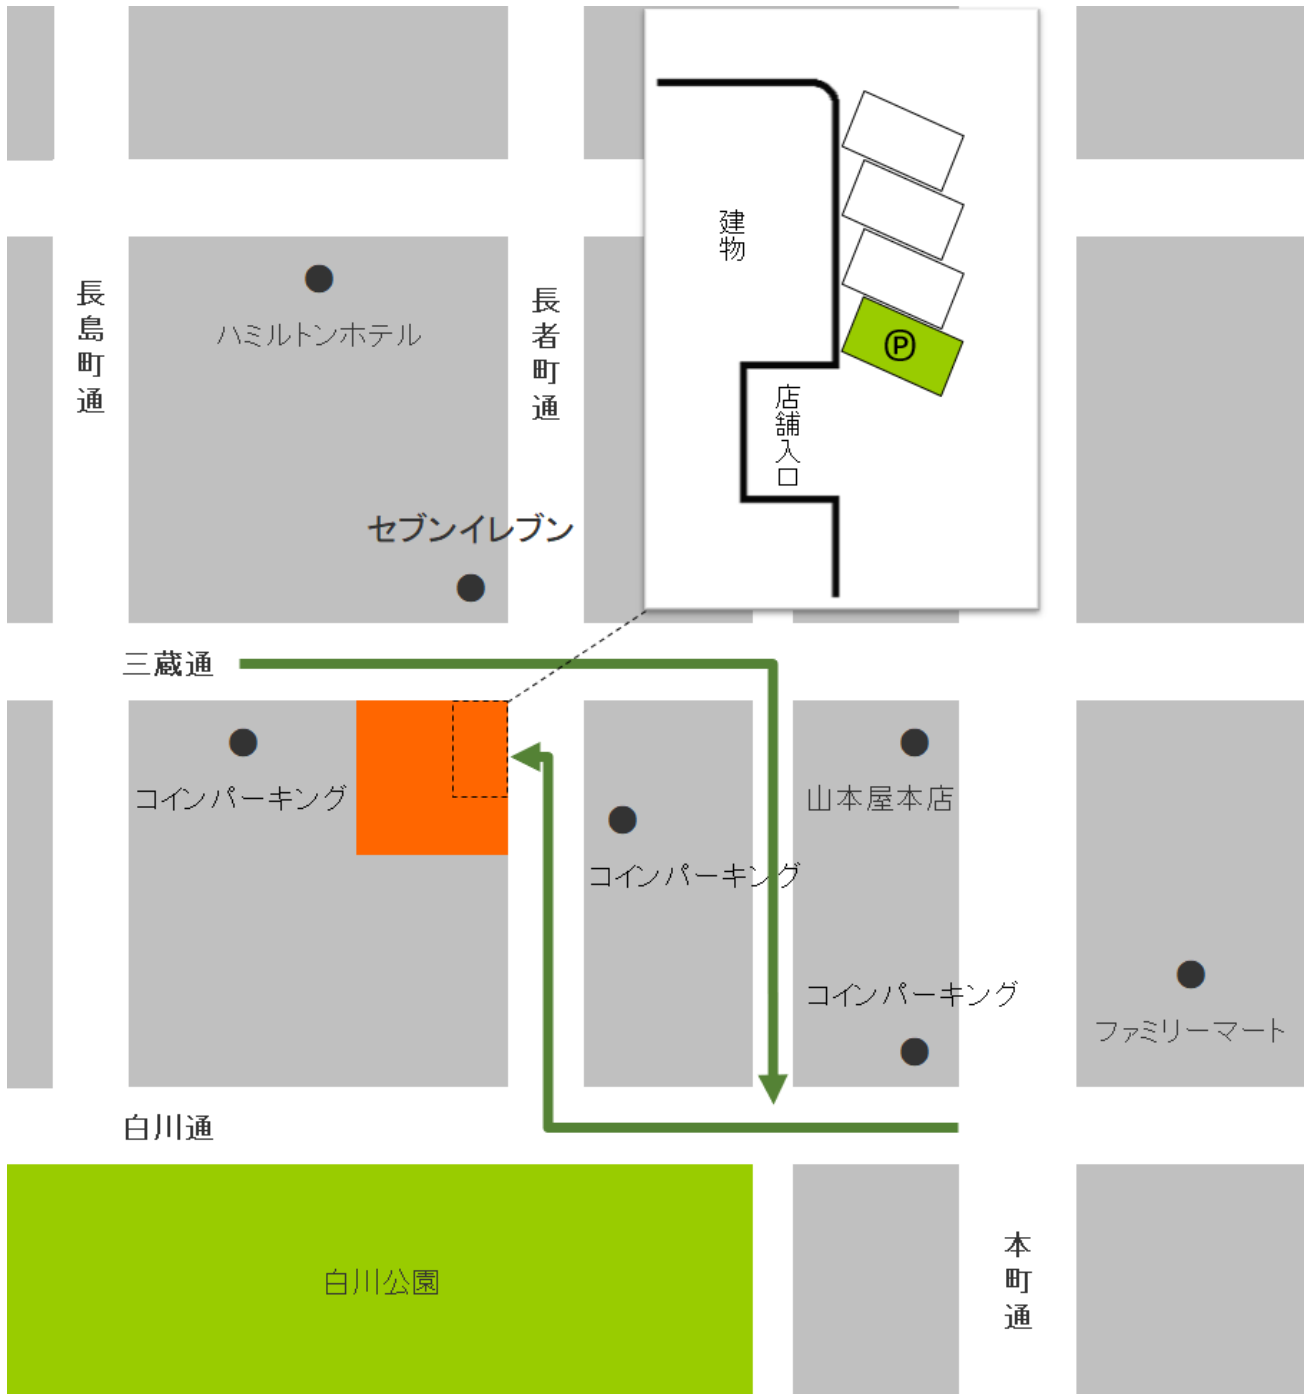 建物
Ⓟ
長島町通
ハミルトンホテル
長者町通
店舗入口
セブンイレブン
三蔵通
コインパーキング
山本屋本店
コインパーキング
コインパーキング
ファミリーマート
白川通
白川公園
本町通